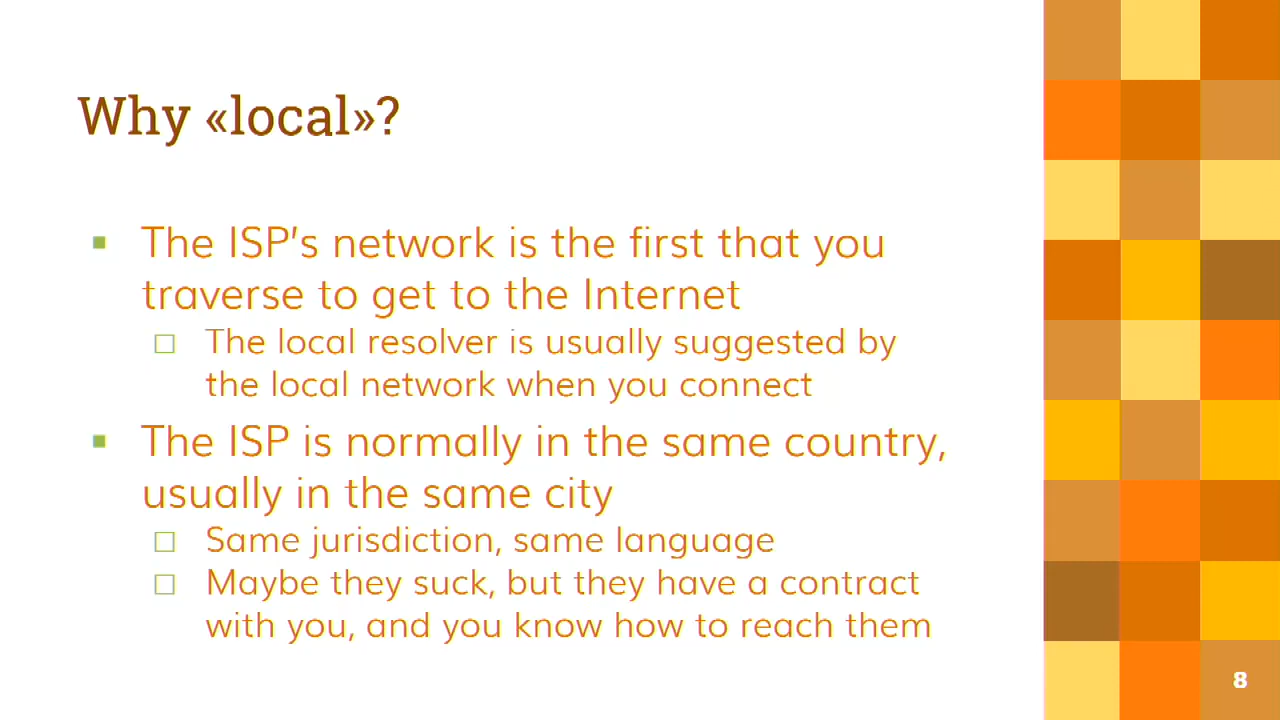 Why «local»?
The ISP's network is the first that you
traverse to get to the Internet
The local resolver is usually suggested by
the local network when you connect
The ISP is normally in the same country,
usually in the same city
Same jurisdiction, same language
Maybe they suck, but they have a contract
with you, and you know how to reach them
8